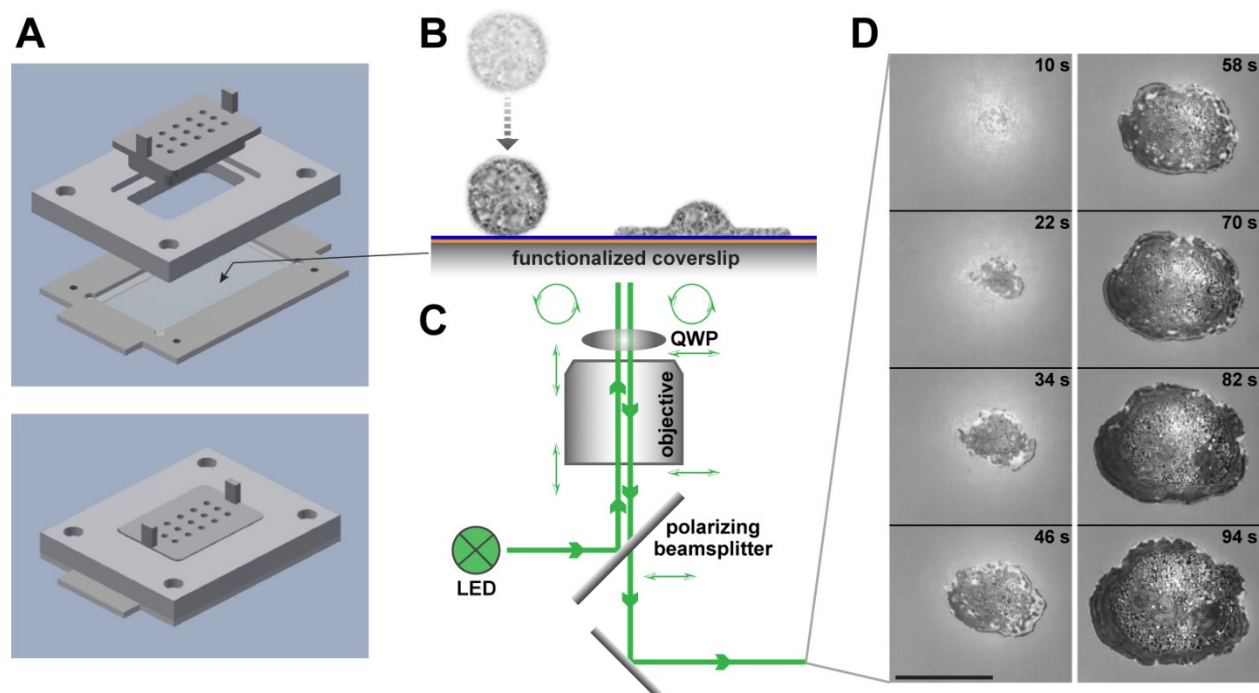 A
B
functionalized coverslip
C
QWP
objective
polarizing
beamsplitter
LED
D
10 s
58 s
22 s
70 s
34 s
82 s
46 s
94 s